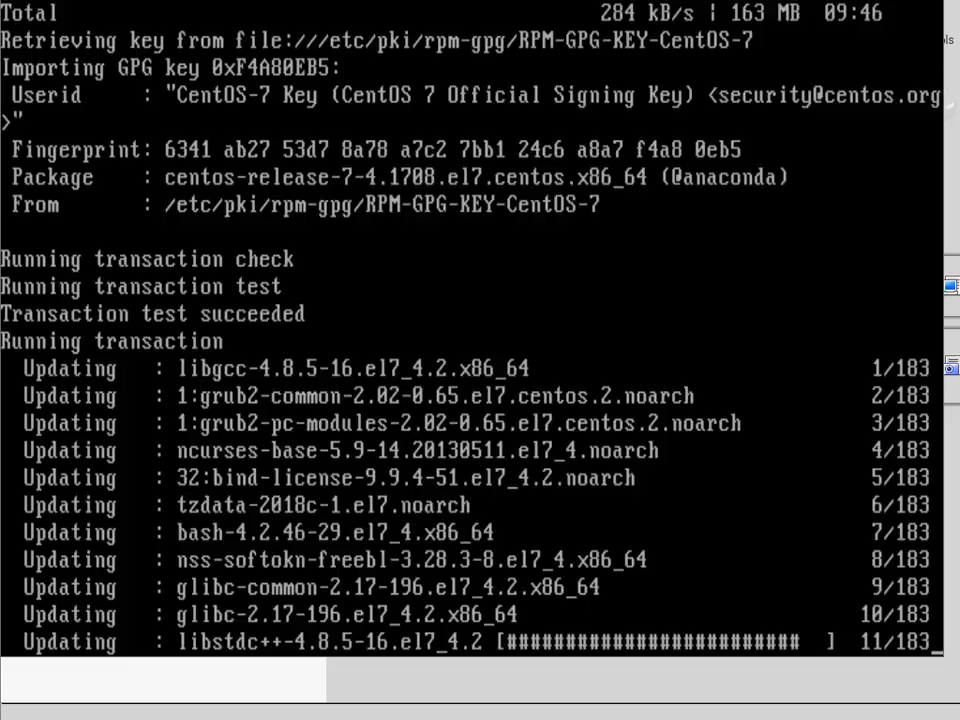 Total 284 kB/s | 163 MB 09:46
Retrieving key from file:///etc/pki/rpm-gpg/RPM-GPG-KEY-CentOS-7
Importing GPG key 0xF4A80EB5:
Userid : "CentOS-7 Key (CentOS 7 Official Signing Key) <security@centos.org
>"
Fingerprint: 6341 ab27 53d7 8a78 a7c2 7bb1 24c6 a8a7 f4a8 0eb5
Package : centos-release-7-4.1708.el7.centos.x86_64 (@anaconda)
From : /etc/pki/rpm-gpg/RPM-GPG-KEY-CentOS-7
Running transaction check
Running transaction test
Transaction test succeeded
Running transaction
Updating : libgcc-4.8.5-16.el7_4.2.x86_64 1/183
Updating : 1:grub2-common-2.02-0.65.el7.centos.2.noarch 2/183
Updating : 1:grub2-pc-modules-2.02-0.65.el7.centos.2.noarch 3/183
Updating : ncurses-base-5.9-14.20130511.el7_4.noarch 4/183
Updating : 32:bind-license-9.9.4-51.el7_4.2.noarch 5/183
Updating : tzdata-2018c-1.el7.noarch 6/183
Updating : bash-4.2.46-29.el7_4.x86_64 7/183
Updating : nss-softokn-freebl-3.28.3-8.el7_4.x86_64 8/183
Updating : glibc-common-2.17-196.el7_4.2.x86_64 9/183
Updating : glibc-2.17-196.el7_4.2.x86_64 10/183
Updating : libstdc++-4.8.5-16.el7_4.2 [######################### ] 11/183_